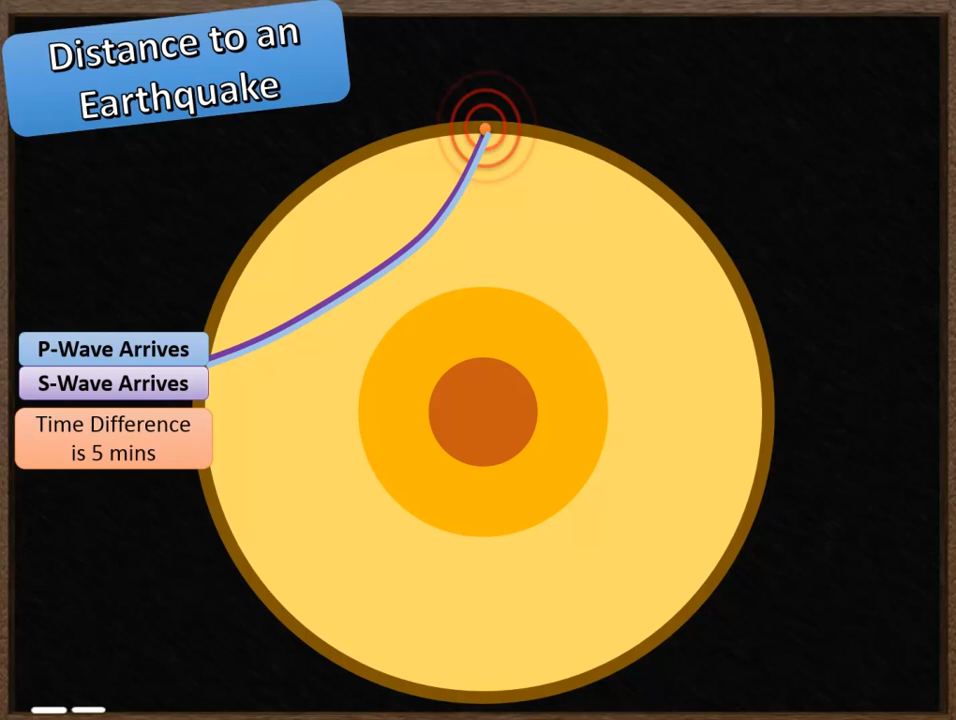 Distance to an
Earthquake
P-Wave Arrives
S-Wave Arrives
Time Difference
is 5 mins